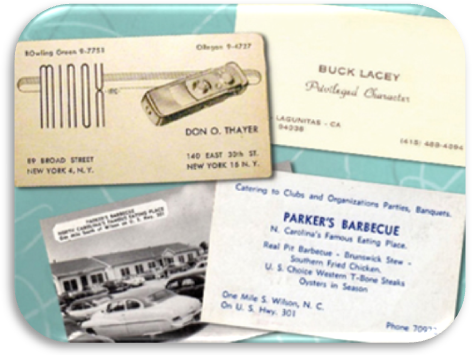 BOwling Green 9-7751
ORegon 9-4727
MINOX
DON O. THAYER
89 BROAD STREET
NEW YORK 4, N.Y.
140 EAST 30th. ST.
NEW YORK 16 N.Y.
BUCK LACEY
Privileged Character
LAGUNITAS - CA
94938
(415) 488-4394
PARKER'S BARBECUE
NORTH CAROLINA'S FAMOUS EATING PLACE
One mile South of Wilson on U. S. Hwy. 301
Catering to Clubs and Organizations Parties, Banquets.
PARKER'S BARBECUE
N. Carolina's Famous Eating Place.
Real Pit Barbecue - Brunswick Stew -
Southern Fried Chicken.
U. S. Choice Western T-Bone Steaks
Oysters in Season
One Mile S. Wilson, N. C.
On U. S. Hwy. 301
Phone